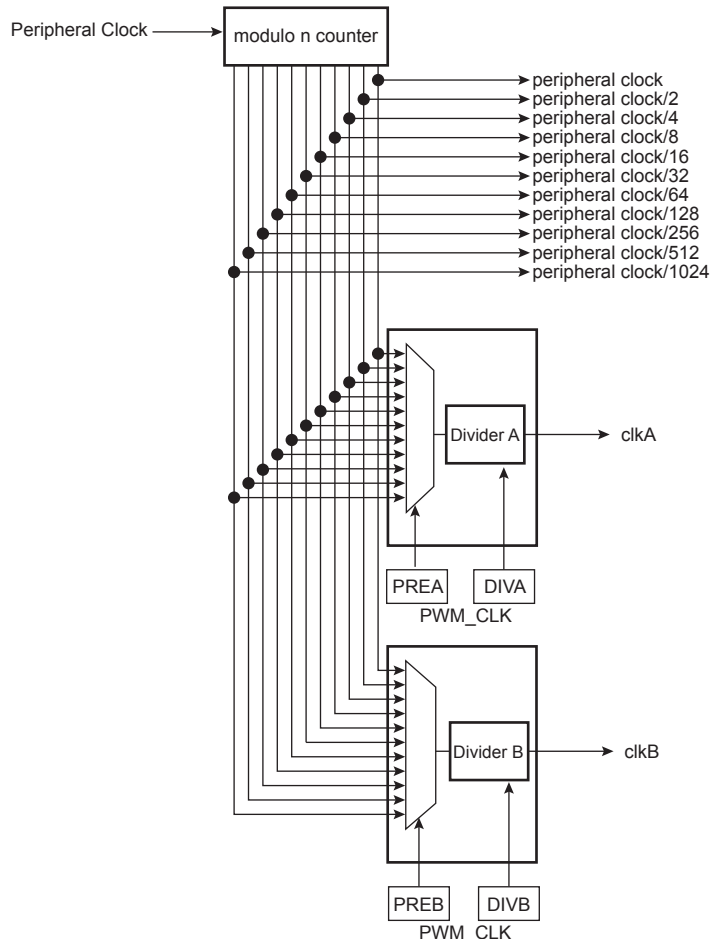 Peripheral Clock
modulo n counter
peripheral clock
peripheral clock/2
peripheral clock/4
peripheral clock/8
peripheral clock/16
peripheral clock/32
peripheral clock/64
peripheral clock/128
peripheral clock/256
peripheral clock/512
peripheral clock/1024
Divider A
clkA
PREA
DIVA
PWM_CLK
Divider B
clkB
PREB
DIVB
PWM_CLK